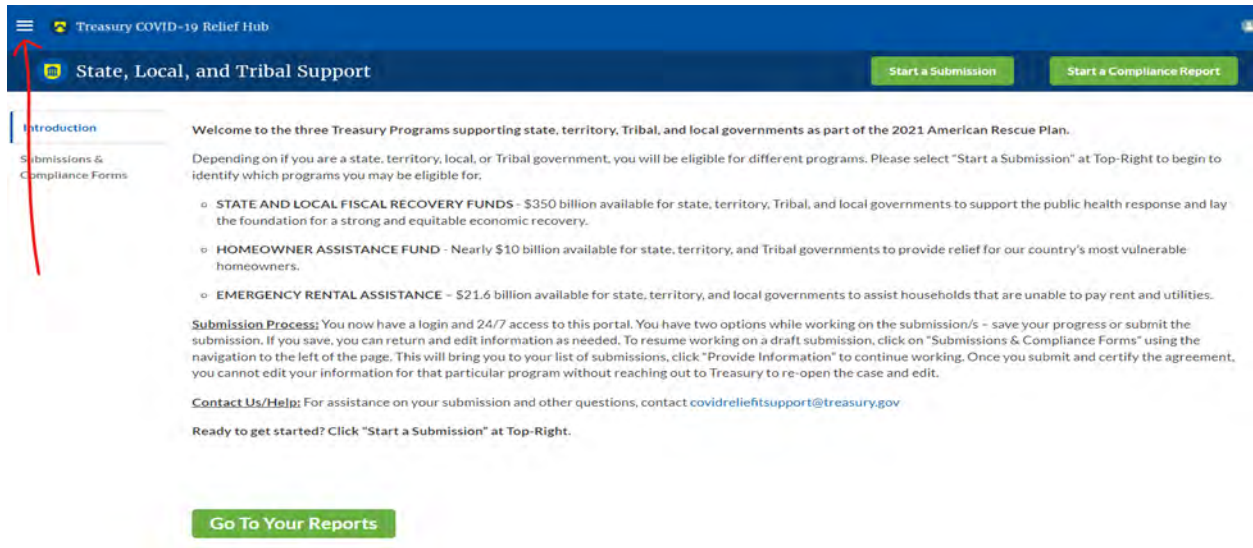 Treasury COVID-19 Relief Hub
State, Local, and Tribal Support
Start a Submission
Start a Compliance Report
Introduction
Submissions &
Compliance Forms
Welcome to the three Treasury Programs supporting state, territory, Tribal, and local governments as part of the 2021 American Rescue Plan.
Depending on if you are a state, territory, local, or Tribal government, you will be eligible for different programs. Please select "Start a Submission" at Top-Right to begin to
identify which programs you may be eligible for.
STATE AND LOCAL FISCAL RECOVERY FUNDS - $350 billion available for state, territory, Tribal, and local governments to support the public health response and lay
the foundation for a strong and equitable economic recovery.
HOMEOWNER ASSISTANCE FUND - Nearly $10 billion available for state, territory, and Tribal governments to provide relief for our country's most vulnerable
homeowners.
EMERGENCY RENTAL ASSISTANCE – $21.6 billion available for state, territory, and local governments to assist households that are unable to pay rent and utilities.
Submission Process: You now have a login and 24/7 access to this portal. You have two options while working on the submission/s – save your progress or submit the
submission. If you save, you can return and edit information as needed. To resume working on a draft submission, click on "Submissions & Compliance Forms" using the
navigation to the left of the page. This will bring you to your list of submissions, click "Provide Information" to continue working. Once you submit and certify the agreement,
you cannot edit your information for that particular program without reaching out to Treasury to re-open the case and edit.
Contact Us/Help: For assistance on your submission and other questions, contact covidreliefitsupport@treasury.gov
Ready to get started? Click "Start a Submission" at Top-Right.
Go To Your Reports